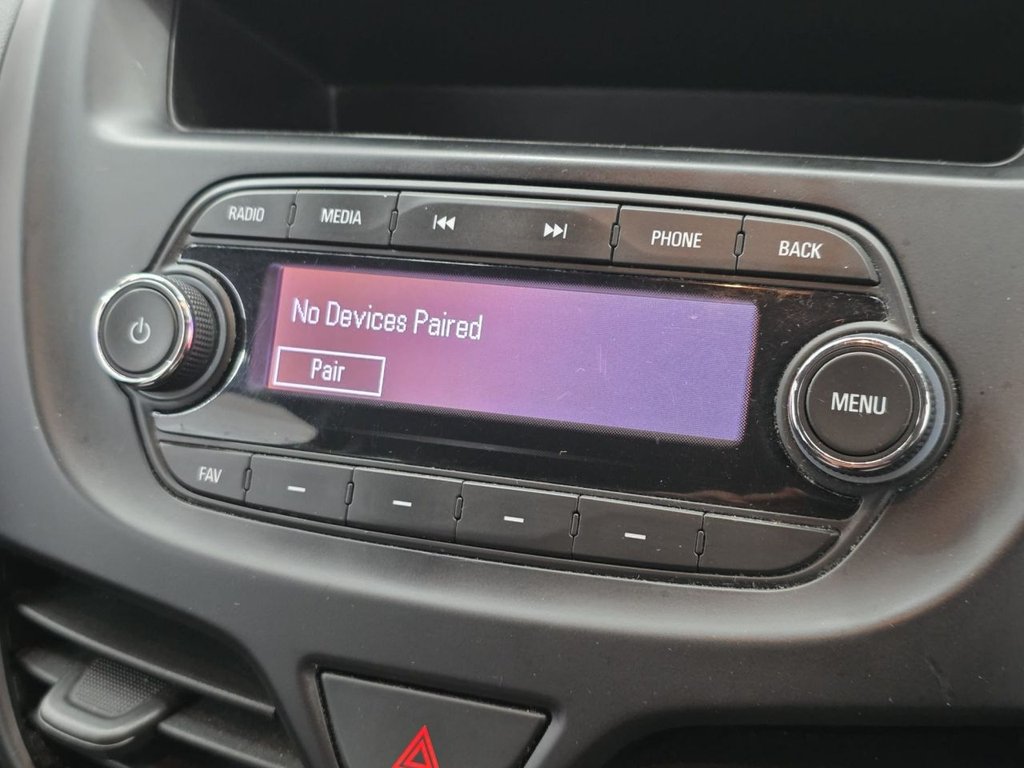 RADIO
MEDIA
PHONE
BACK
No Devices Paired
Pair
MENU
FAV